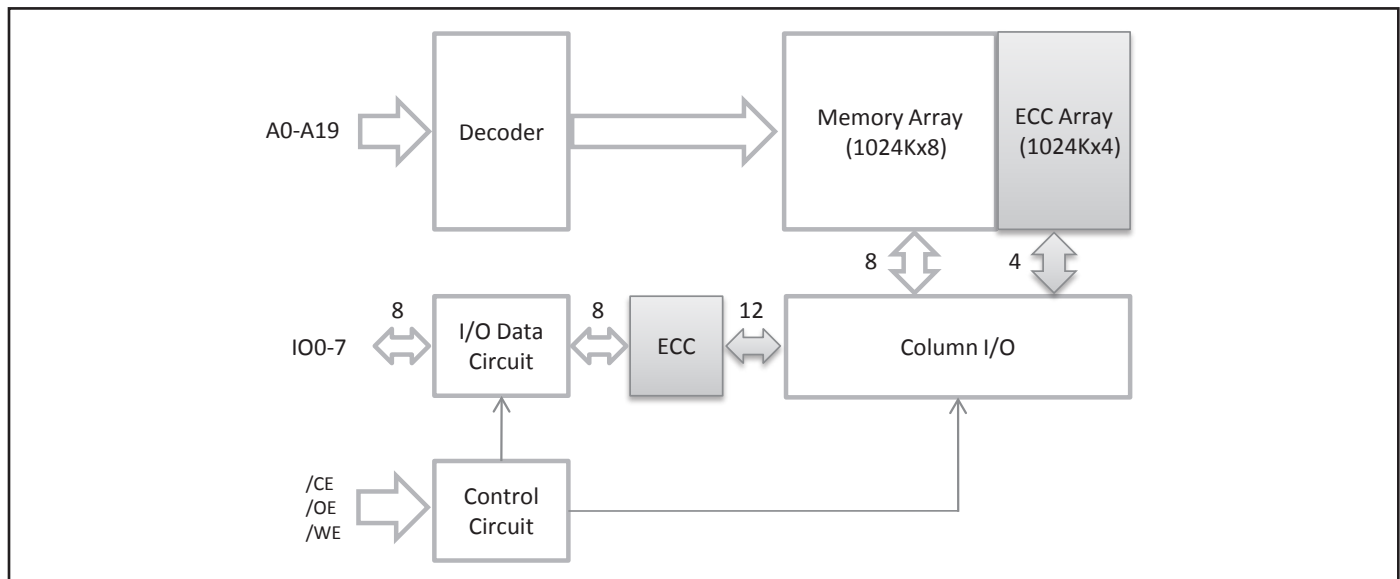 A0-A19
Decoder
Memory Array
(1024Kx8)
ECC Array
(1024Kx4)
8
4
IO0-7
8
I/O Data
Circuit
8
ECC
12
Column I/O
/CE
/OE
/WE
Control
Circuit